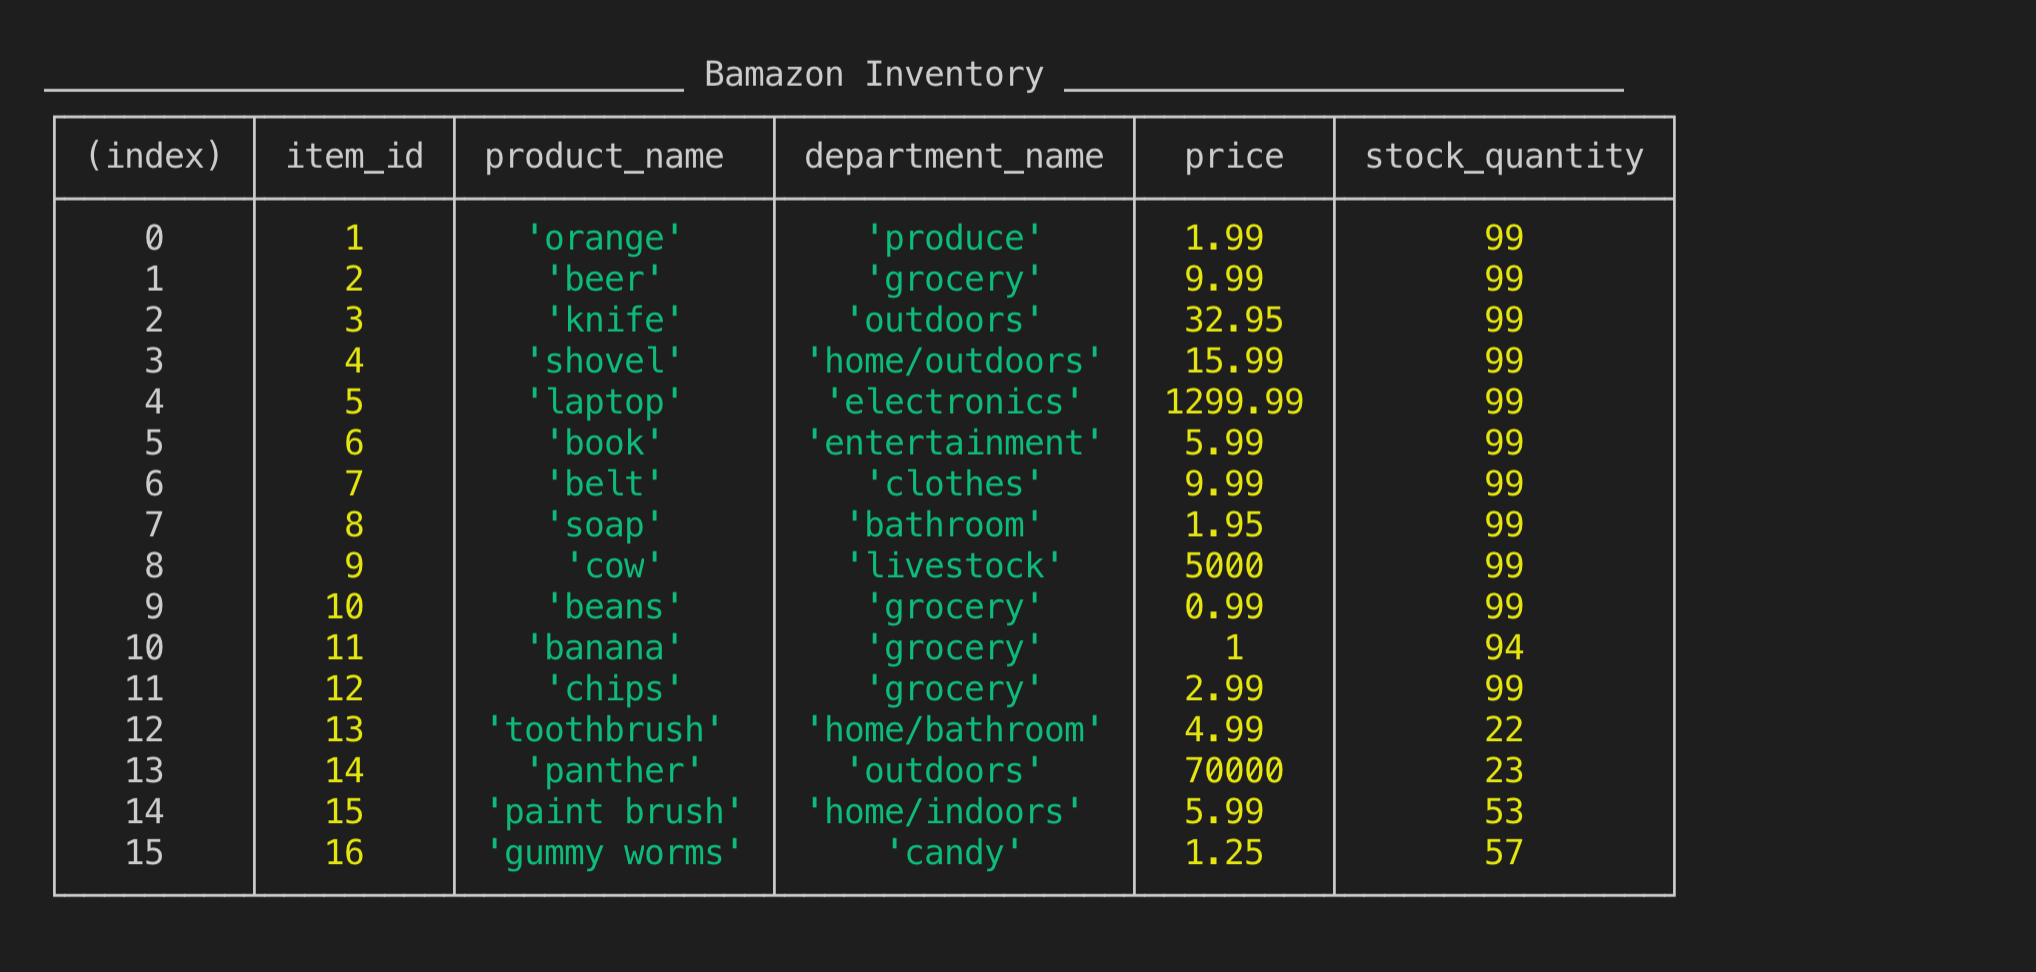 Bamazon Inventory
(index) item_id product_name department_name price stock_quantity
0 1 'orange' 'produce' 1.99 99
1 2 'beer' 'grocery' 9.99 99
2 3 'knife' 'outdoors' 32.95 99
3 4 'shovel' 'home/outdoors' 15.99 99
4 5 'laptop' 'electronics' 1299.99 99
5 6 'book' 'entertainment' 5.99 99
6 7 'belt' 'clothes' 9.99 99
7 8 'soap' 'bathroom' 1.95 99
8 9 'cow' 'livestock' 5000 99
9 10 'beans' 'grocery' 0.99 99
10 11 'banana' 'grocery' 1 94
11 12 'chips' 'grocery' 2.99 99
12 13 'toothbrush' 'home/bathroom' 4.99 22
13 14 'panther' 'outdoors' 70000 23
14 15 'paint brush' 'home/indoors' 5.99 53
15 16 'gummy worms' 'candy' 1.25 57